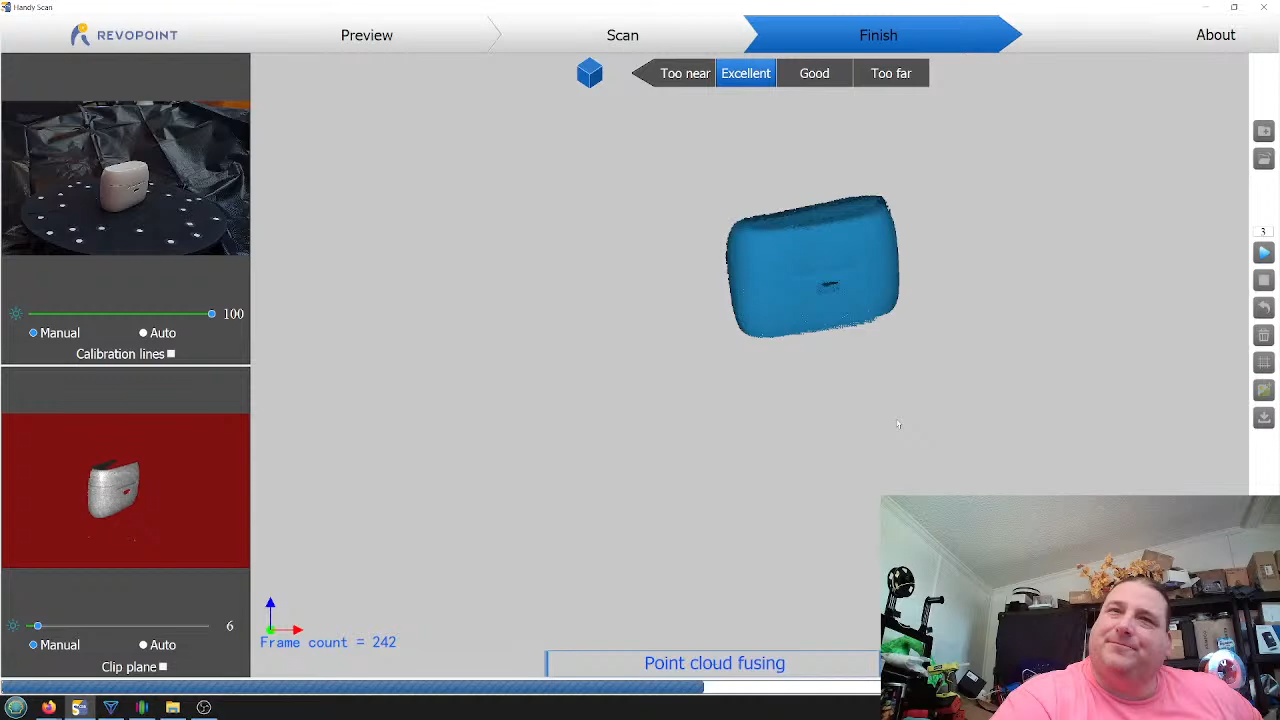 Handy Scan
REVOPOINT
Preview
Scan
Finish
About
Too near
Excellent
Good
Too far
100
Manual
Auto
Calibration lines
3
6
Manual
Auto
Clip plane
Frame count = 242
Point cloud fusing